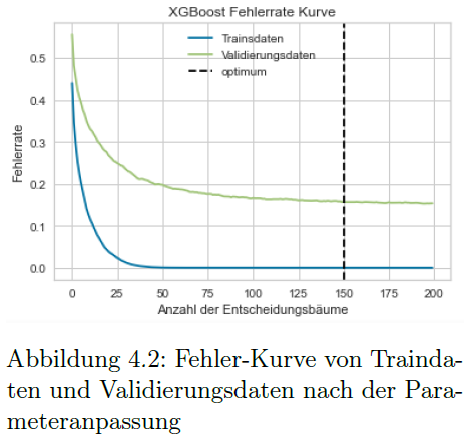 XGBoost Fehlerrate Kurve
Trainsdaten
Validierungsdaten
optimum
Fehlerrate
0.5
0.4
0.3
0.2
0.1
0.0
0 25 50 75 100 125 150 175 200
Anzahl der Entscheidungsbäume
Abbildung 4.2: Fehler-Kurve von Trainda-
ten und Validierungsdaten nach der Para-
meteranpassung